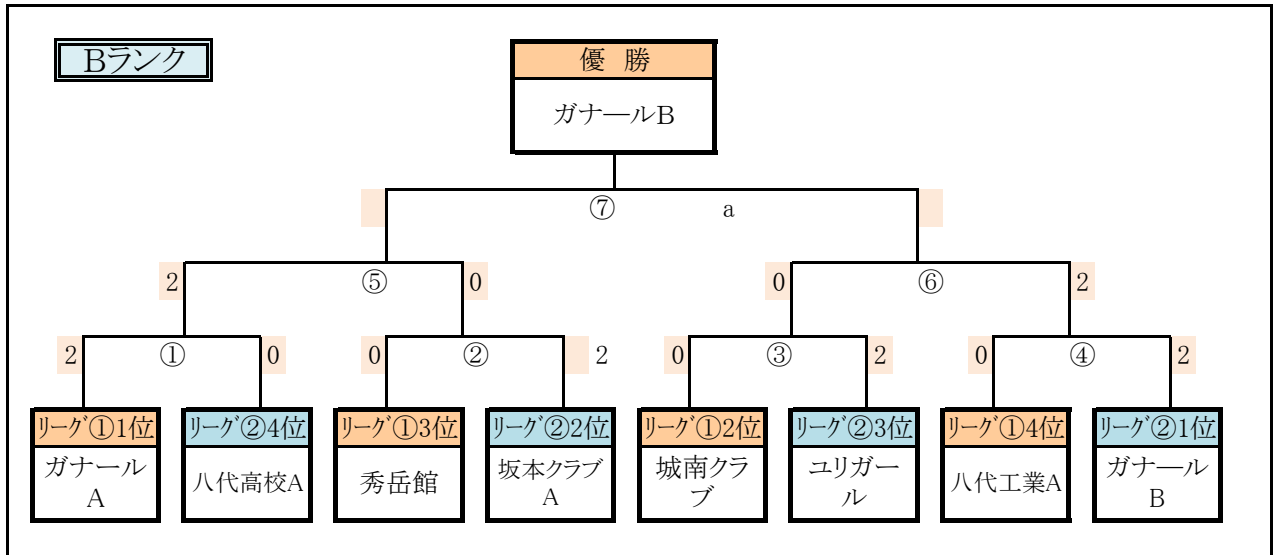 Bランク
優 勝
ガナ―ルB
⑦ a
2 ⑤ 0 0 ⑥ 2
2 ① 0 0 ② 2 0 ③ 2 0 ④ 2
リーグ①1位 リーグ②4位 リーグ①3位 リーグ②2位 リーグ①2位 リーグ②3位 リーグ①4位 リーグ②1位
ガナール
A
八代高校A
秀岳館
坂本クラブ
A
城南クラ
ブ
ユリガー
ル
八代工業A
ガナ―ル
B